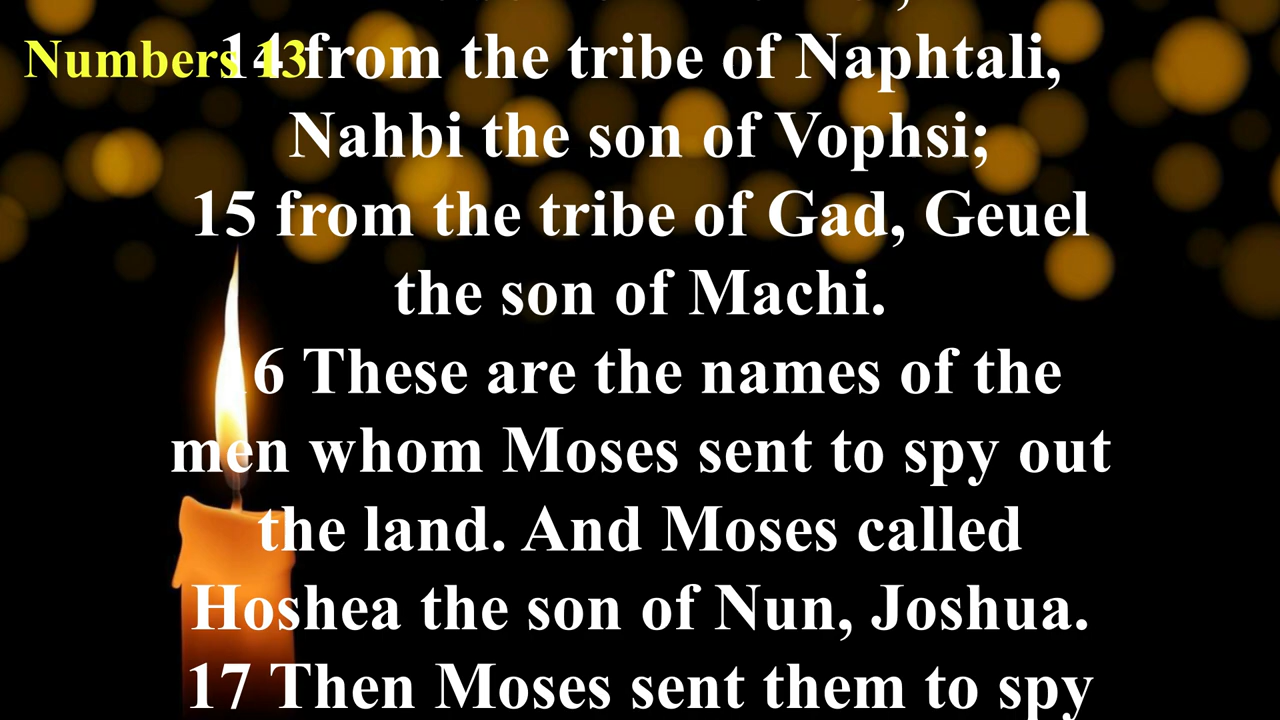 Numbers 13
14 from the tribe of Naphtali,
Nahbi the son of Vophsi;
15 from the tribe of Gad, Geuel
the son of Machi.
16 These are the names of the
men whom Moses sent to spy out
the land. And Moses called
Hoshea the son of Nun, Joshua.
17 Then Moses sent them to spy